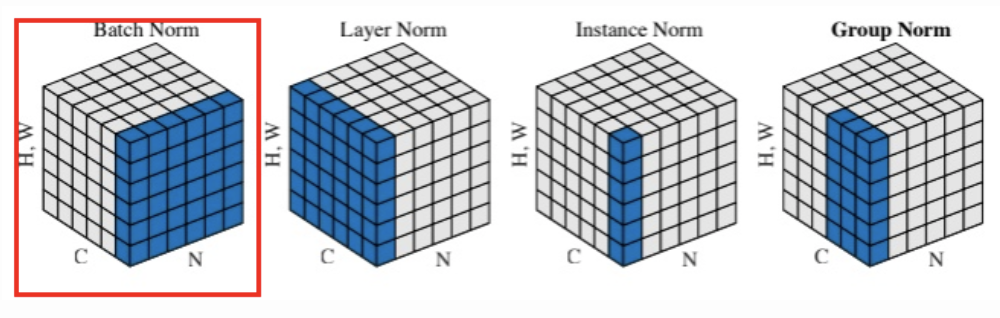 Batch Norm
Layer Norm
Instance Norm
Group Norm
H, W
C
N
H, W
C
N
H, W
C
N
H, W
C
N